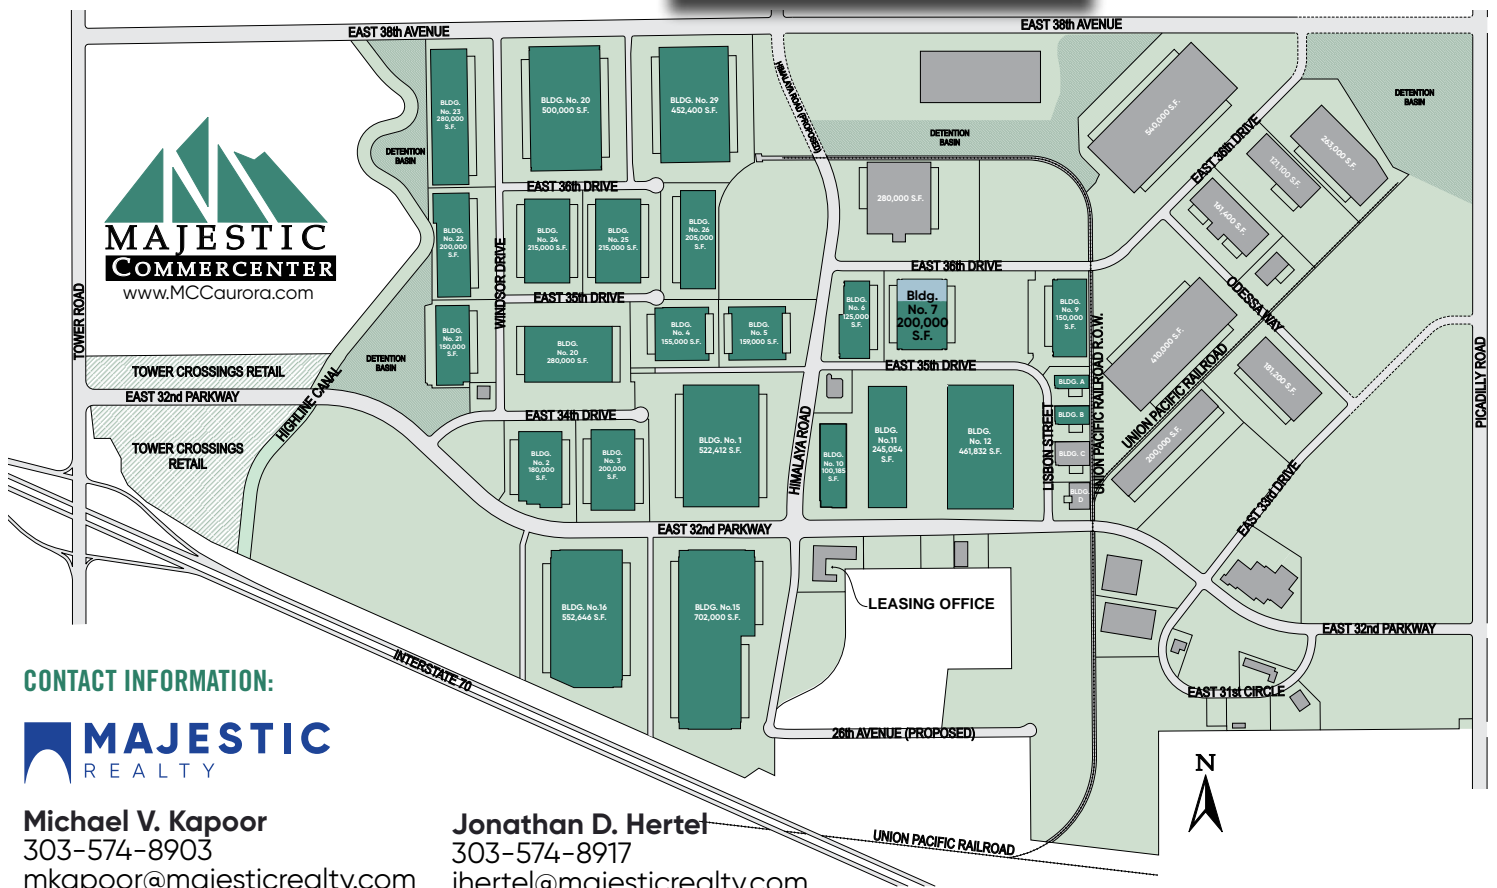 EAST 38th AVENUE
EAST 38th AVENUE
MAJESTIC
COMMERCENTER
www.MCCaurora.com
TOWER ROAD
TOWER CROSSINGS RETAIL
EAST 32nd PARKWAY
TOWER CROSSINGS
RETAIL
HIGHLINE CANAL
DETENTION
BASIN
DETENTION
BASIN
BLDG.
No. 23
280,000
S.F.
BLDG.
No. 22
200,000
S.F.
BLDG.
No. 21
150,000
S.F.
WINDSOR DRIVE
BLDG. No. 20
500,000 S.F.
BLDG. No. 29
452,400 S.F.
EAST 36th DRIVE
BLDG.
No. 24
215,000 S.F.
BLDG.
No. 25
215,000 S.F.
BLDG.
No. 26
205,000
S.F.
EAST 35th DRIVE
BLDG.
No. 20
280,000 S.F.
BLDG.
No. 4
155,000 S.F.
BLDG.
No. 5
159,000 S.F.
EAST 34th DRIVE
BLDG.
No. 2
180,000
S.F.
BLDG.
No. 3
200,000
S.F.
BLDG. No. 1
522,412 S.F.
EAST 32nd PARKWAY
BLDG. No.16
552,646 S.F.
BLDG. No.15
702,000 S.F.
INTERSTATE 70
HIMALAYA ROAD (PROPOSED)
HIMALAYA ROAD
DETENTION
BASIN
280,000 S.F.
EAST 36th DRIVE
BLDG.
No. 6
125,000
S.F.
Bldg.
No. 7
200,000
S.F.
BLDG.
No. 9
150,000
S.F.
EAST 35th DRIVE
BLDG.
No. 10
100,185
S.F.
BLDG.
No.11
245,054
S.F.
BLDG.
No. 12
461,832 S.F.
LISBON STREET
BLDG. A
BLDG. B
BLDG. C
BLDG.
D
UNION PACIFIC RAILROAD R.O.W.
LEASING OFFICE
26th AVENUE (PROPOSED)
UNION PACIFIC RAILROAD
540,000 S.F.
EAST 36th DRIVE
263,000 S.F.
121,100 S.F.
161,400 S.F.
DETENTION
BASIN
ODESSA WAY
410,000 S.F.
181,200 S.F.
UNION PACIFIC RAILROAD
200,000 S.F.
EAST 33rd DRIVE
PICADILLY ROAD
EAST 32nd PARKWAY
EAST 31st CIRCLE
N
CONTACT INFORMATION:
MAJESTIC
REALTY
Michael V. Kapoor
303-574-8903
mkapoor@majesticrealty.com
Jonathan D. Hertel
303-574-8917
jhertel@majesticrealty.com